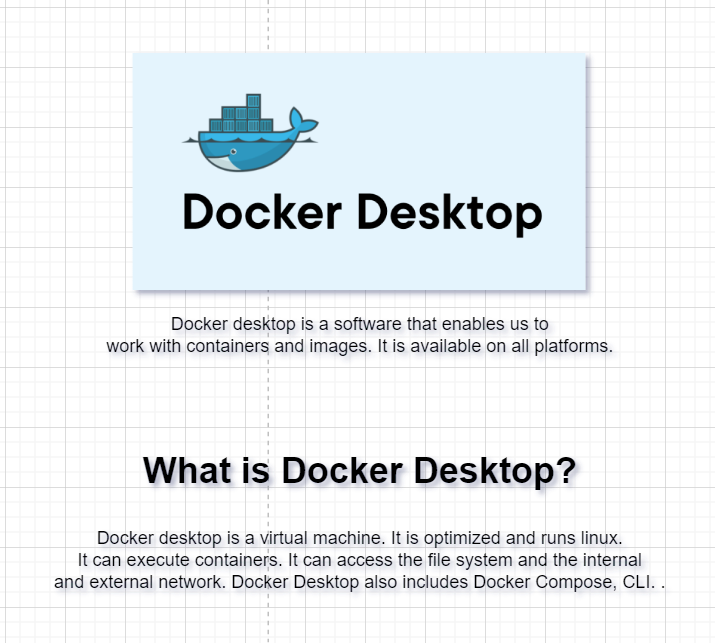 Docker Desktop
Docker desktop is a software that enables us to
work with containers and images. It is available on all platforms.
What is Docker Desktop?
Docker desktop is a virtual machine. It is optimized and runs linux.
It can execute containers. It can access the file system and the internal
and external network. Docker Desktop also includes Docker Compose, CLI. .